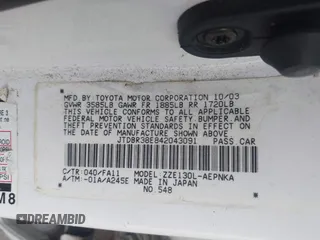 MFD. BY TOYOTA MOTOR CORPORATION 10/03
GVWR 3585LB GAWR FR 1885LB RR 1720LB
THIS VEHICLE CONFORMS TO ALL APPLICABLE
FEDERAL MOTOR VEHICLE SAFETY, BUMPER, AND
THEFT PREVENTION STANDARDS IN EFFECT ON THE
DATE OF MANUFACTURE SHOWN ABOVE.
JTDBR38E842043091 PASS CAR
C/TR:040/FA11 ZZE130L-AEPNKA
A/TM:-01A/A245E MADE IN JAPAN
NO.548
M8
DEALERSHIP